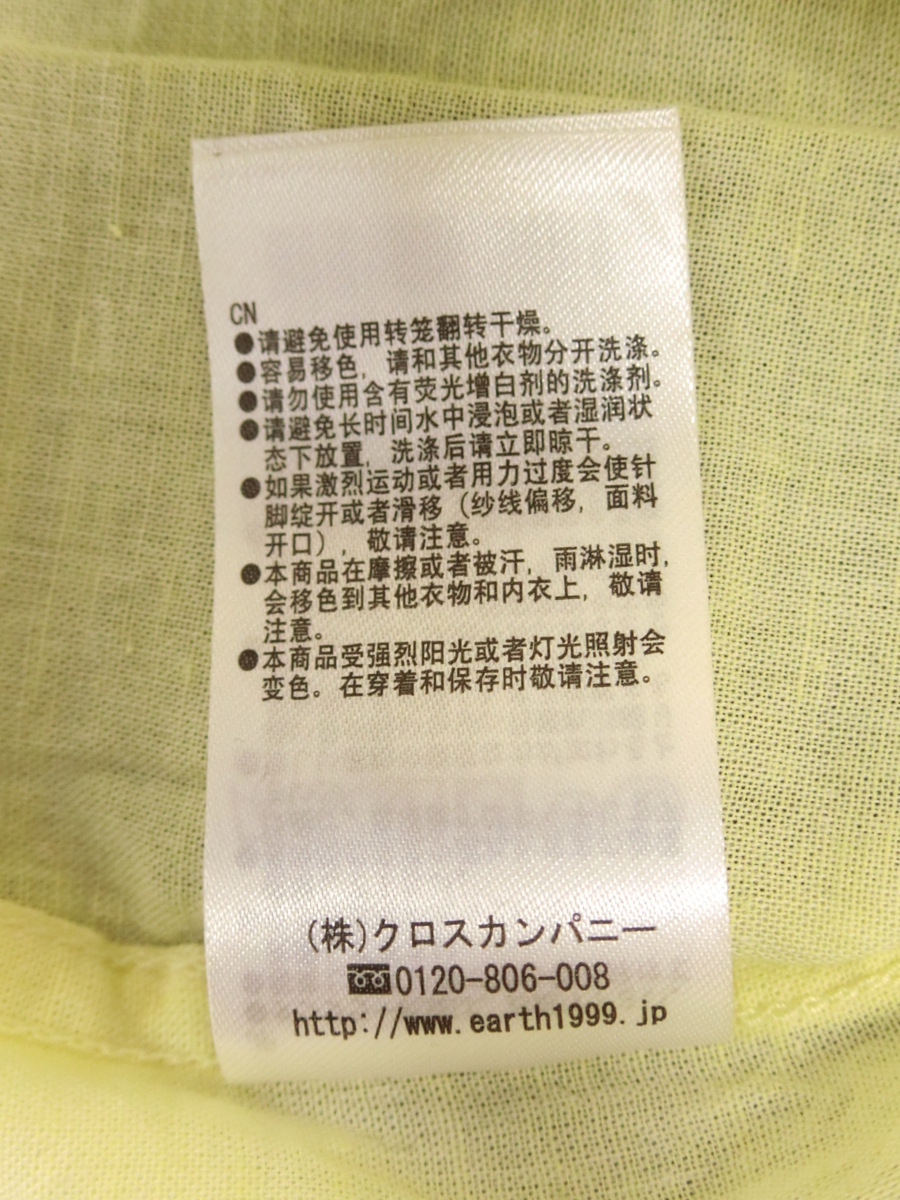 CN
●请避免使用转笼翻转干燥。
●容易移色，请和其他衣物分开洗涤。
●请勿使用含有荧光增白剂的洗涤剂。
●请避免长时间水中浸泡或者湿润状
态下放置，洗涤后请立即晾干。
●如果激烈运动或者用力过度会使针
脚绽开或者滑移（纱线偏移，面料
开口），敬请注意。
●本商品在摩擦或者被汗，雨淋湿时，
会移色到其他衣物和内衣上，敬请
注意。
●本商品受强烈阳光或者灯光照射会
变色。在穿着和保存时敬请注意。
(株)クロスカンパニー
0120-806-008
http://www.earth1999.jp